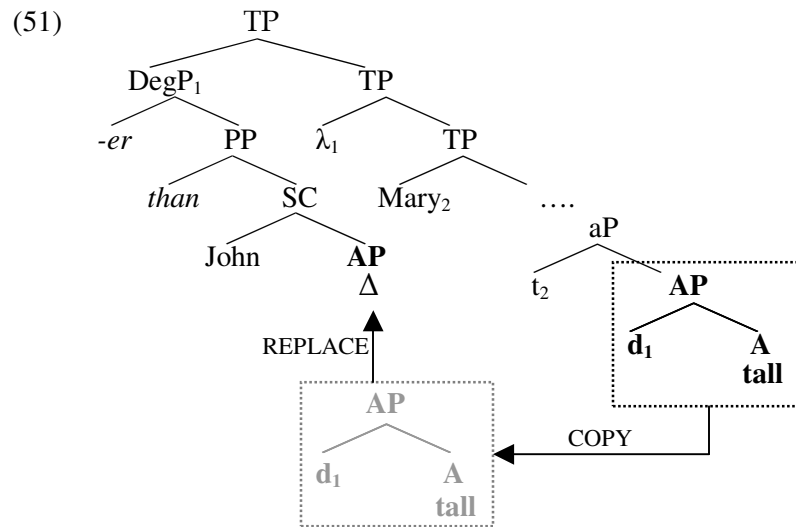 (51) TP
DegP₁ TP
-er PP λ₁ TP
than SC Mary₂ ….
John AP aP
Δ t₂ AP
REPLACE d₁ A
tall
AP
COPY
d₁ A
tall